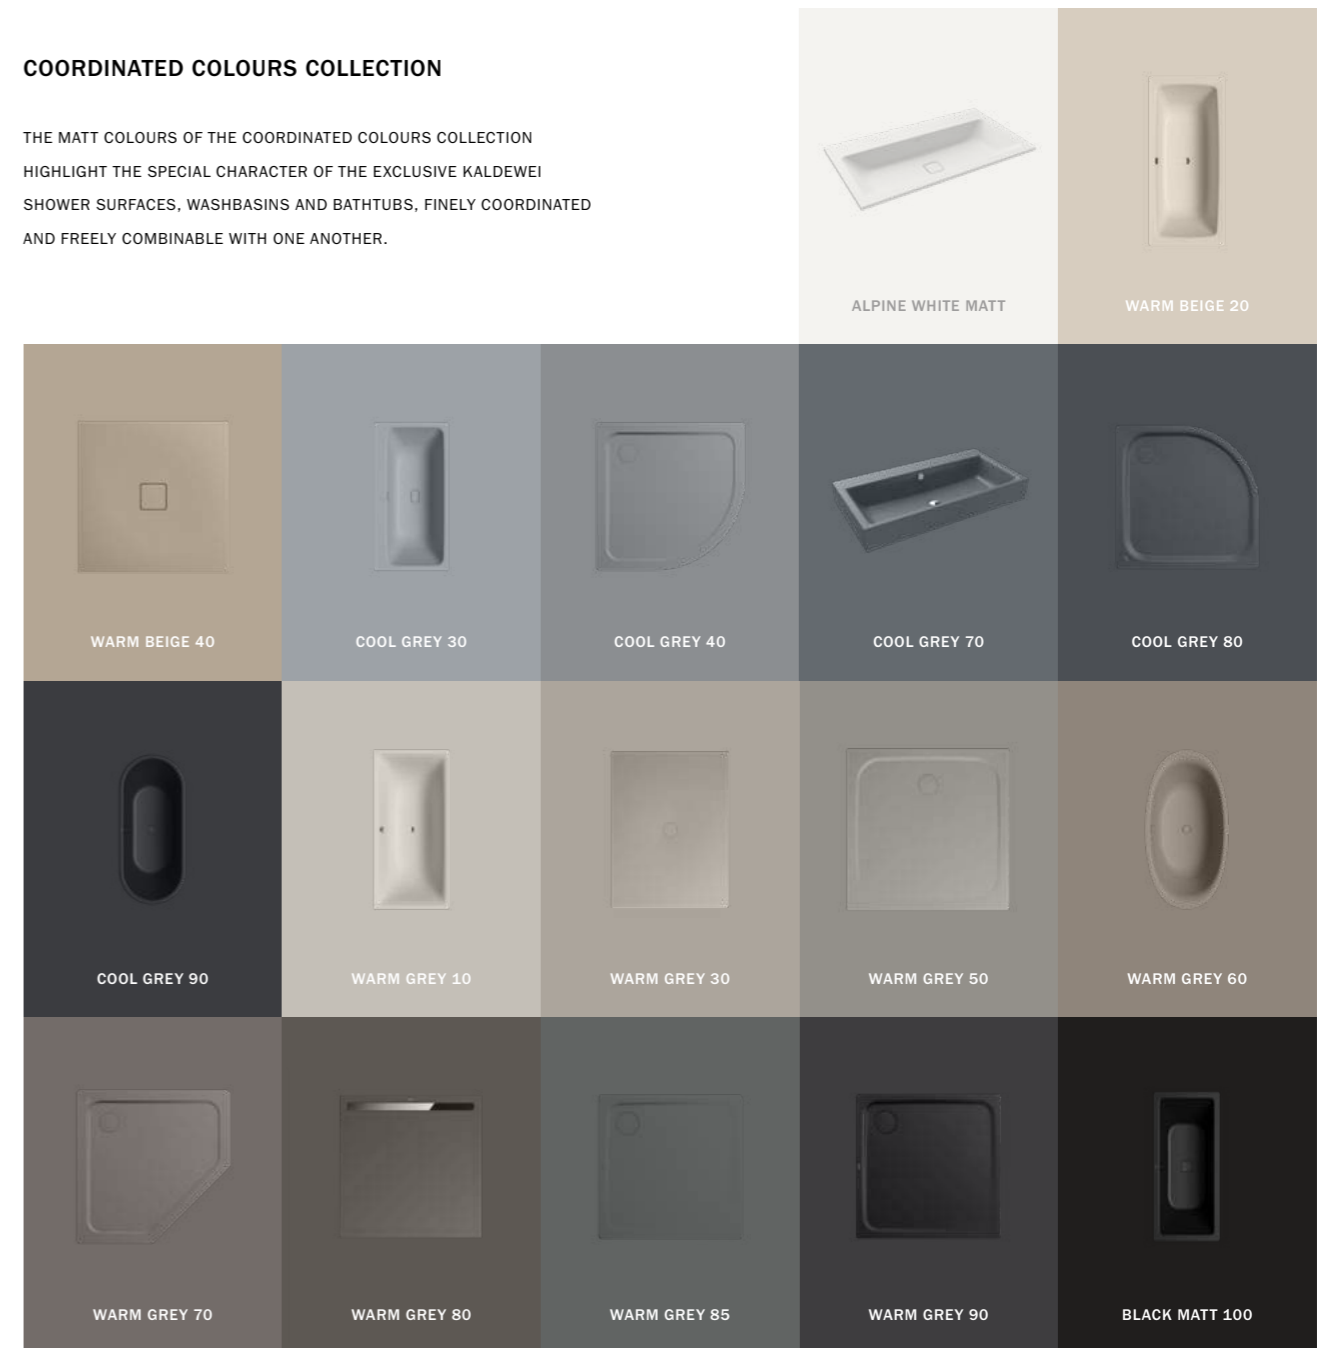 COORDINATED COLOURS COLLECTION
THE MATT COLOURS OF THE COORDINATED COLOURS COLLECTION
HIGHLIGHT THE SPECIAL CHARACTER OF THE EXCLUSIVE KALDEWEI
SHOWER SURFACES, WASHBASINS AND BATHTUBS, FINELY COORDINATED
AND FREELY COMBINABLE WITH ONE ANOTHER.
ALPINE WHITE MATT
WARM BEIGE 20
WARM BEIGE 40
COOL GREY 30
COOL GREY 40
COOL GREY 70
COOL GREY 80
COOL GREY 90
WARM GREY 10
WARM GREY 30
WARM GREY 50
WARM GREY 60
WARM GREY 70
WARM GREY 80
WARM GREY 85
WARM GREY 90
BLACK MATT 100